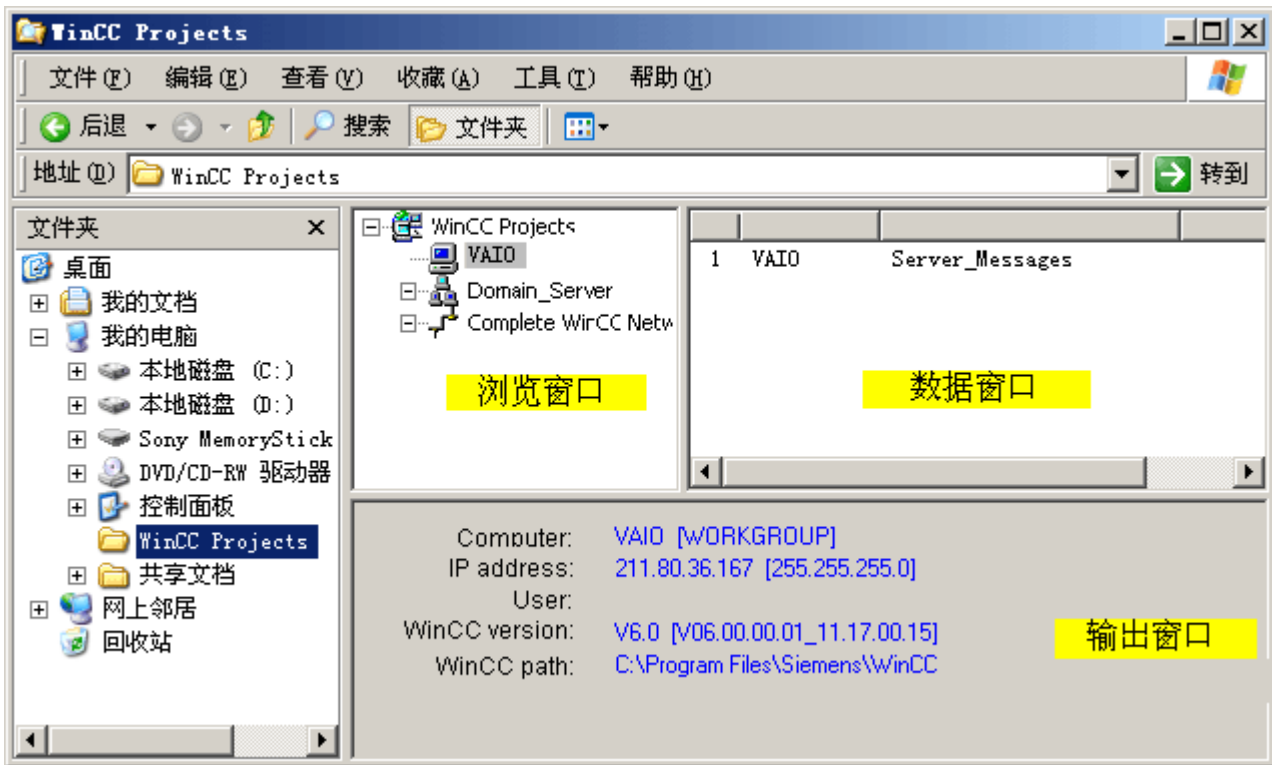 WinCC Projects
文件(F) 编辑(E) 查看(V) 收藏(A) 工具(T) 帮助(H)
后退 搜索 文件夹
地址(D) WinCC Projects 转到
文件夹
桌面
我的文档
我的电脑
本地磁盘 (C:)
本地磁盘 (D:)
Sony MemoryStick
DVD/CD-RW 驱动器
控制面板
WinCC Projects
共享文档
网上邻居
回收站
WinCC Projects
VAIO
Domain_Server
Complete WinCC Netw
浏览窗口
1 VAIO Server_Messages
数据窗口
Computer: VAIO [WORKGROUP]
IP address: 211.80.36.167 [255.255.255.0]
User:
WinCC version: V6.0 [V06.00.00.01_11.17.00.15]
WinCC path: C:\Program Files\Siemens\WinCC
输出窗口